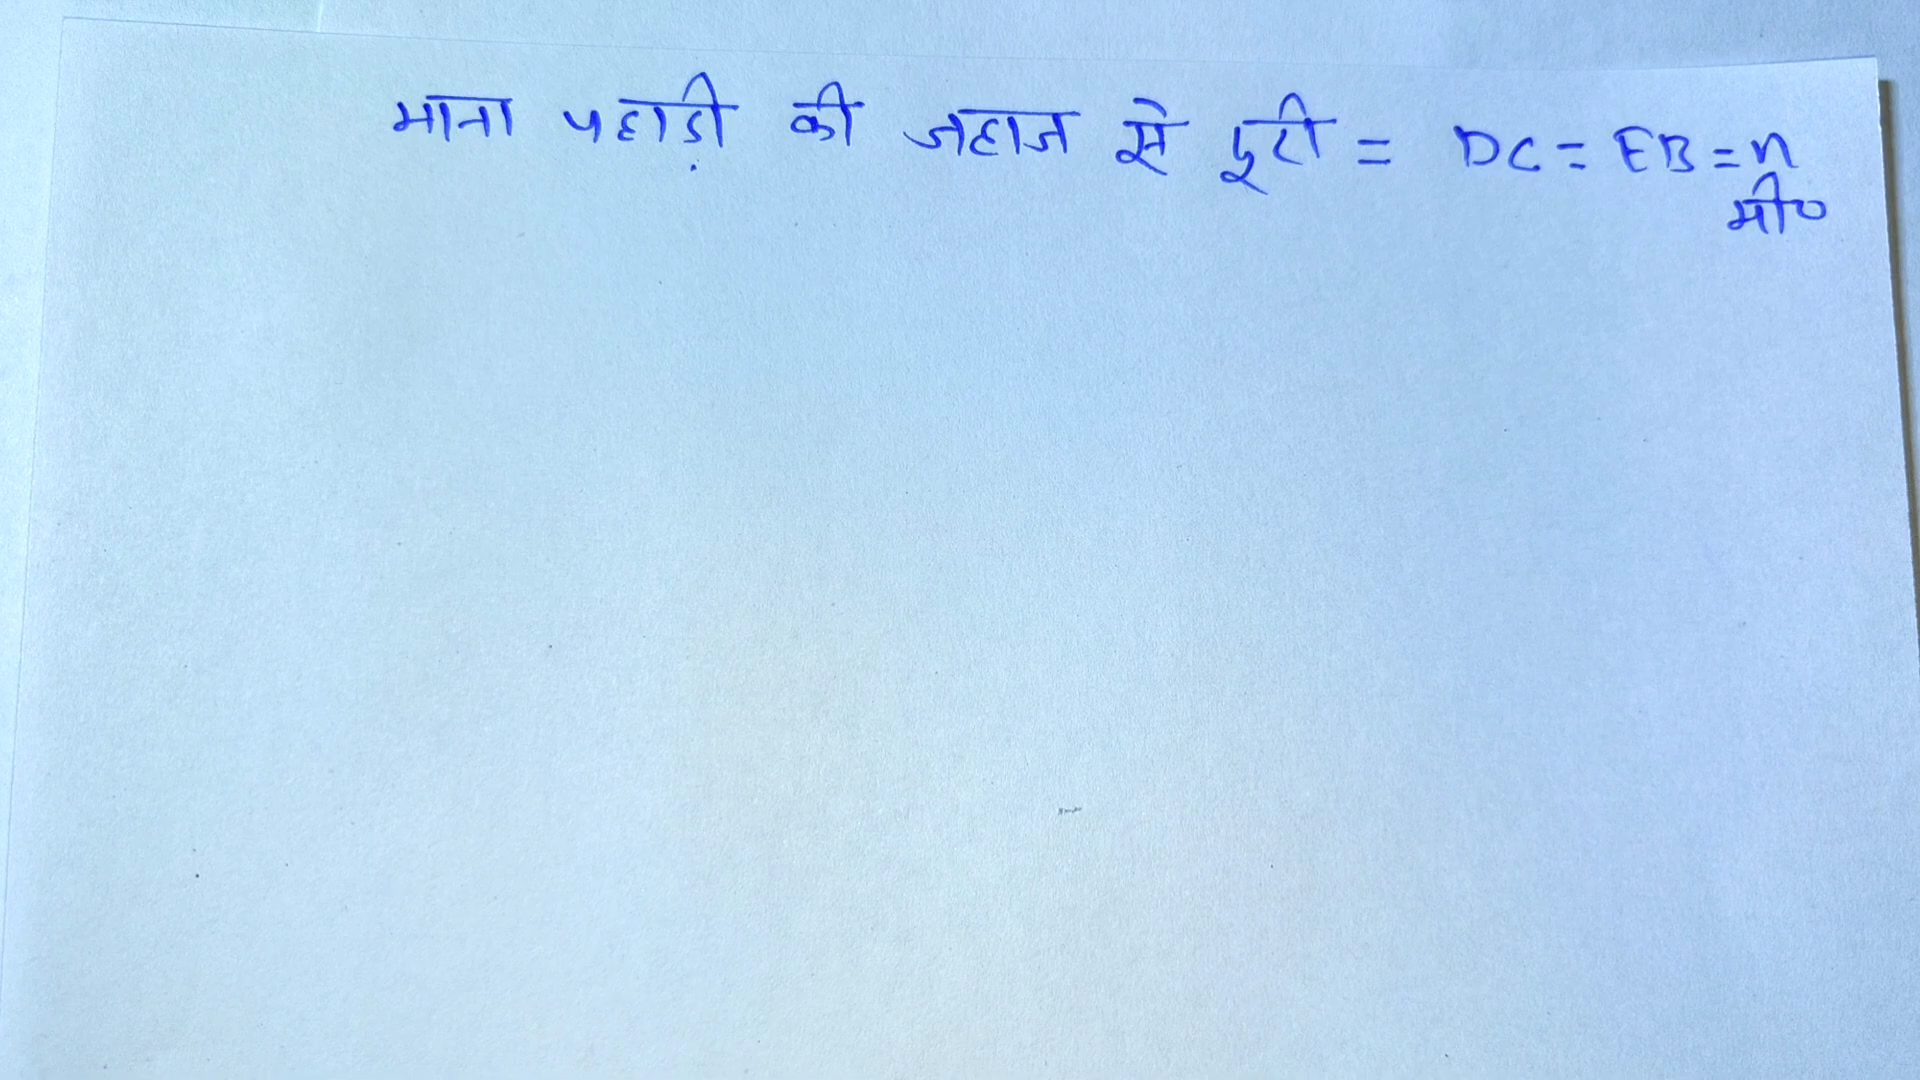 माना पहाड़ी की जहाज से दूरी = DC = EB = n
मी०